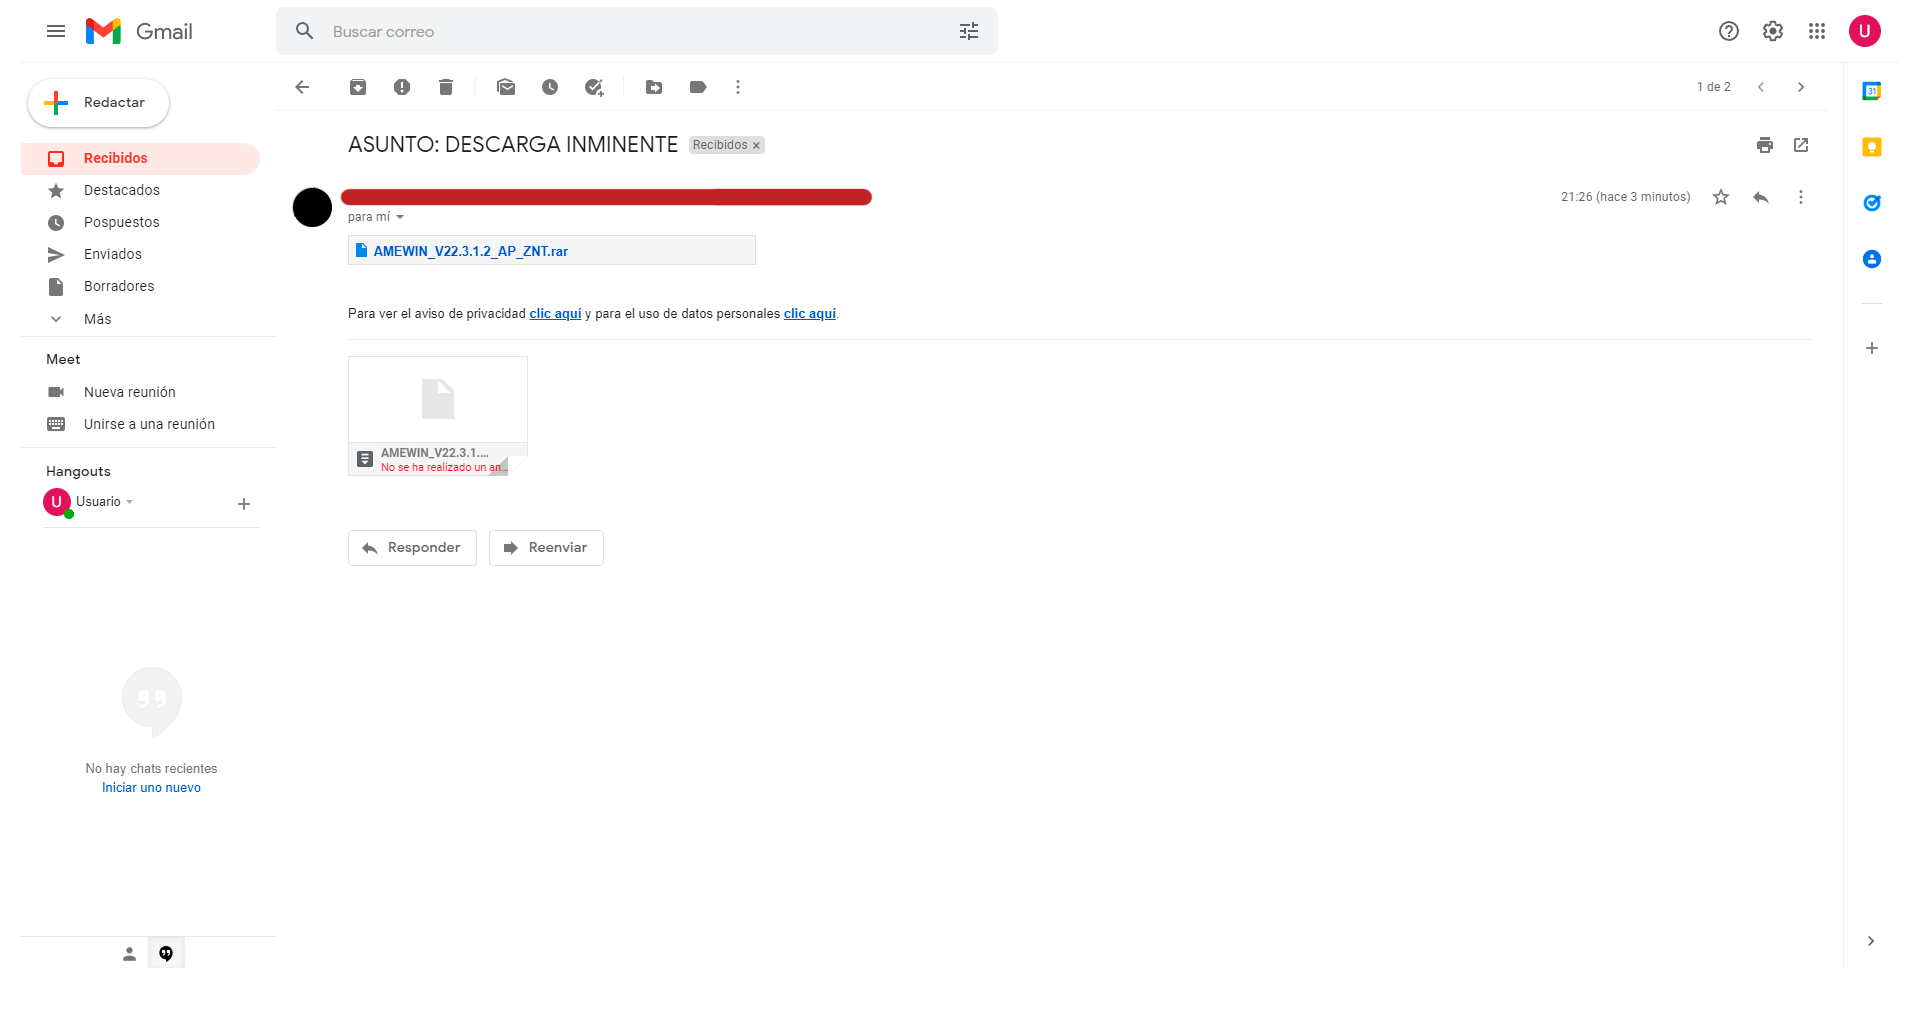 Gmail
Buscar correo
U
Redactar
1 de 2
31
Recibidos
Destacados
Pospuestos
Enviados
Borradores
Más
ASUNTO: DESCARGA INMINENTE
Recibidos ×
21:26 (hace 3 minutos)
para mí
AMEWIN_V22.3.1.2_AP_ZNT.rar
Para ver el aviso de privacidad clic aquí y para el uso de datos personales clic aquí.
AMEWIN_V22.3.1....
No se ha realizado un an...
Responder
Reenviar
Meet
Nueva reunión
Unirse a una reunión
Hangouts
U
Usuario
No hay chats recientes
Iniciar uno nuevo